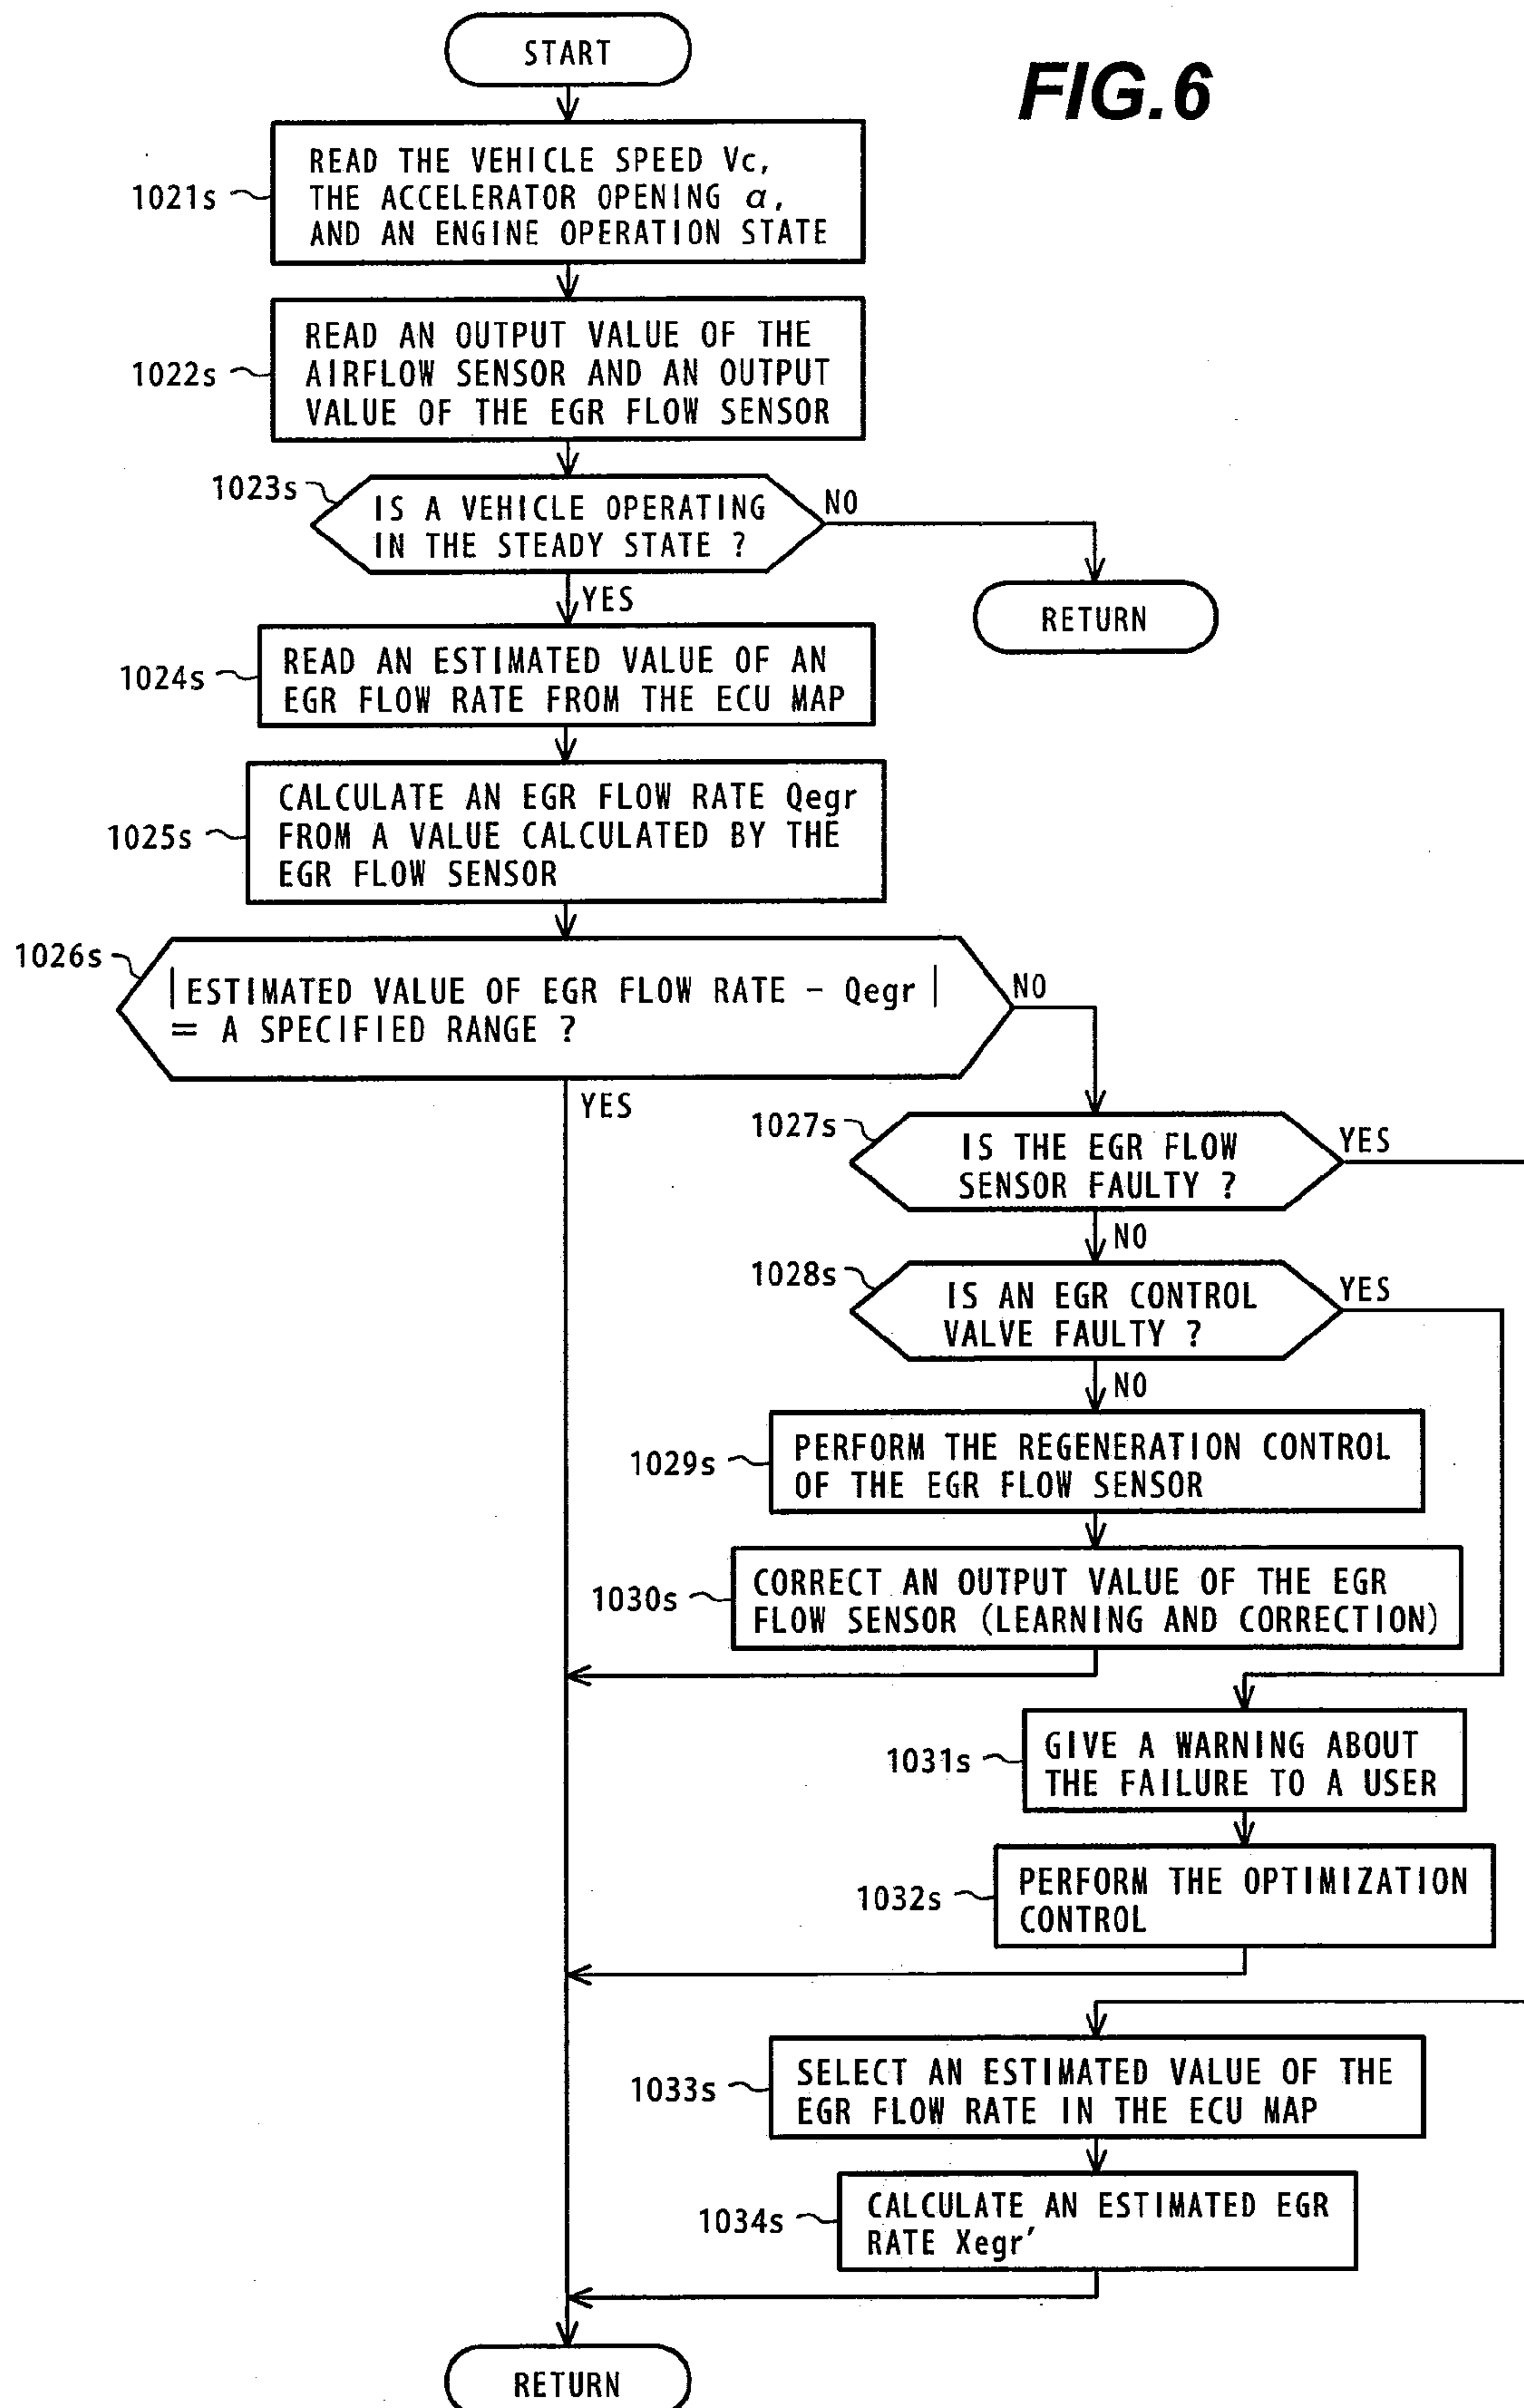 START
FIG.6
READ THE VEHICLE SPEED Vc,
THE ACCELERATOR OPENING α,
AND AN ENGINE OPERATION STATE
1021s
READ AN OUTPUT VALUE OF THE
AIRFLOW SENSOR AND AN OUTPUT
VALUE OF THE EGR FLOW SENSOR
1022s
1023s
IS A VEHICLE OPERATING
IN THE STEADY STATE ?
NO
YES
RETURN
1024s
READ AN ESTIMATED VALUE OF AN
EGR FLOW RATE FROM THE ECU MAP
1025s
CALCULATE AN EGR FLOW RATE Qegr
FROM A VALUE CALCULATED BY THE
EGR FLOW SENSOR
1026s
|ESTIMATED VALUE OF EGR FLOW RATE - Qegr|
= A SPECIFIED RANGE ?
NO
YES
1027s
IS THE EGR FLOW
SENSOR FAULTY ?
YES
NO
1028s
IS AN EGR CONTROL
VALVE FAULTY ?
YES
NO
1029s
PERFORM THE REGENERATION CONTROL
OF THE EGR FLOW SENSOR
1030s
CORRECT AN OUTPUT VALUE OF THE EGR
FLOW SENSOR (LEARNING AND CORRECTION)
1031s
GIVE A WARNING ABOUT
THE FAILURE TO A USER
1032s
PERFORM THE OPTIMIZATION
CONTROL
1033s
SELECT AN ESTIMATED VALUE OF THE
EGR FLOW RATE IN THE ECU MAP
1034s
CALCULATE AN ESTIMATED EGR
RATE Xegr′
RETURN